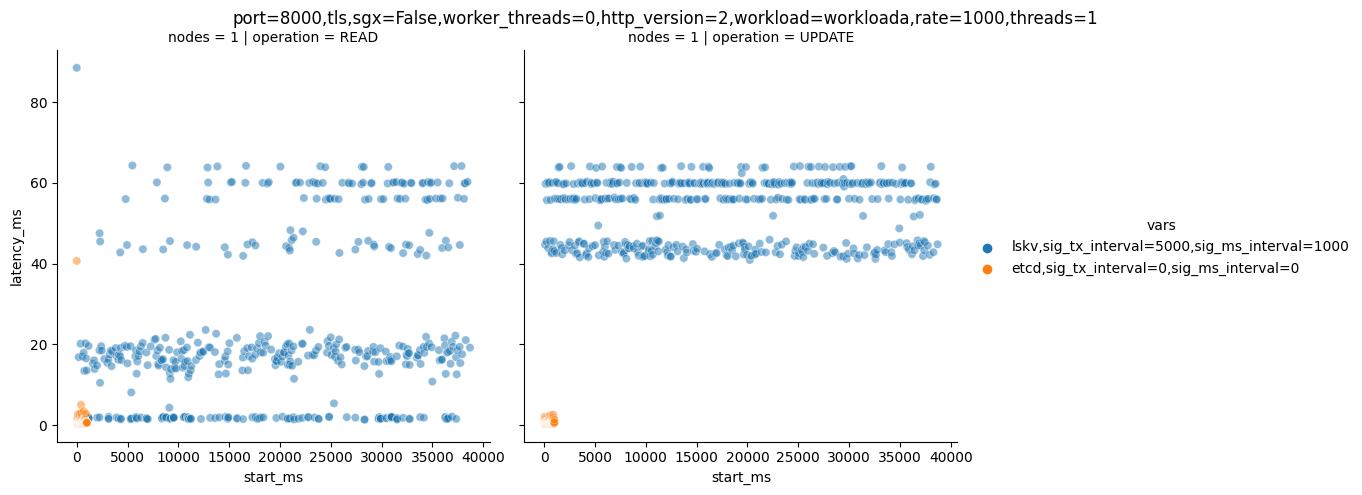 port=8000,tls,sgx=False,worker_threads=0,http_version=2,workload=workloada,rate=1000,threads=1
nodes = 1 | operation = READ
nodes = 1 | operation = UPDATE
80
60
40
20
0
latency_ms
0 5000 10000 15000 20000 25000 30000 35000 40000
start_ms
0 5000 10000 15000 20000 25000 30000 35000 40000
start_ms
vars
lskv,sig_tx_interval=5000,sig_ms_interval=1000
etcd,sig_tx_interval=0,sig_ms_interval=0